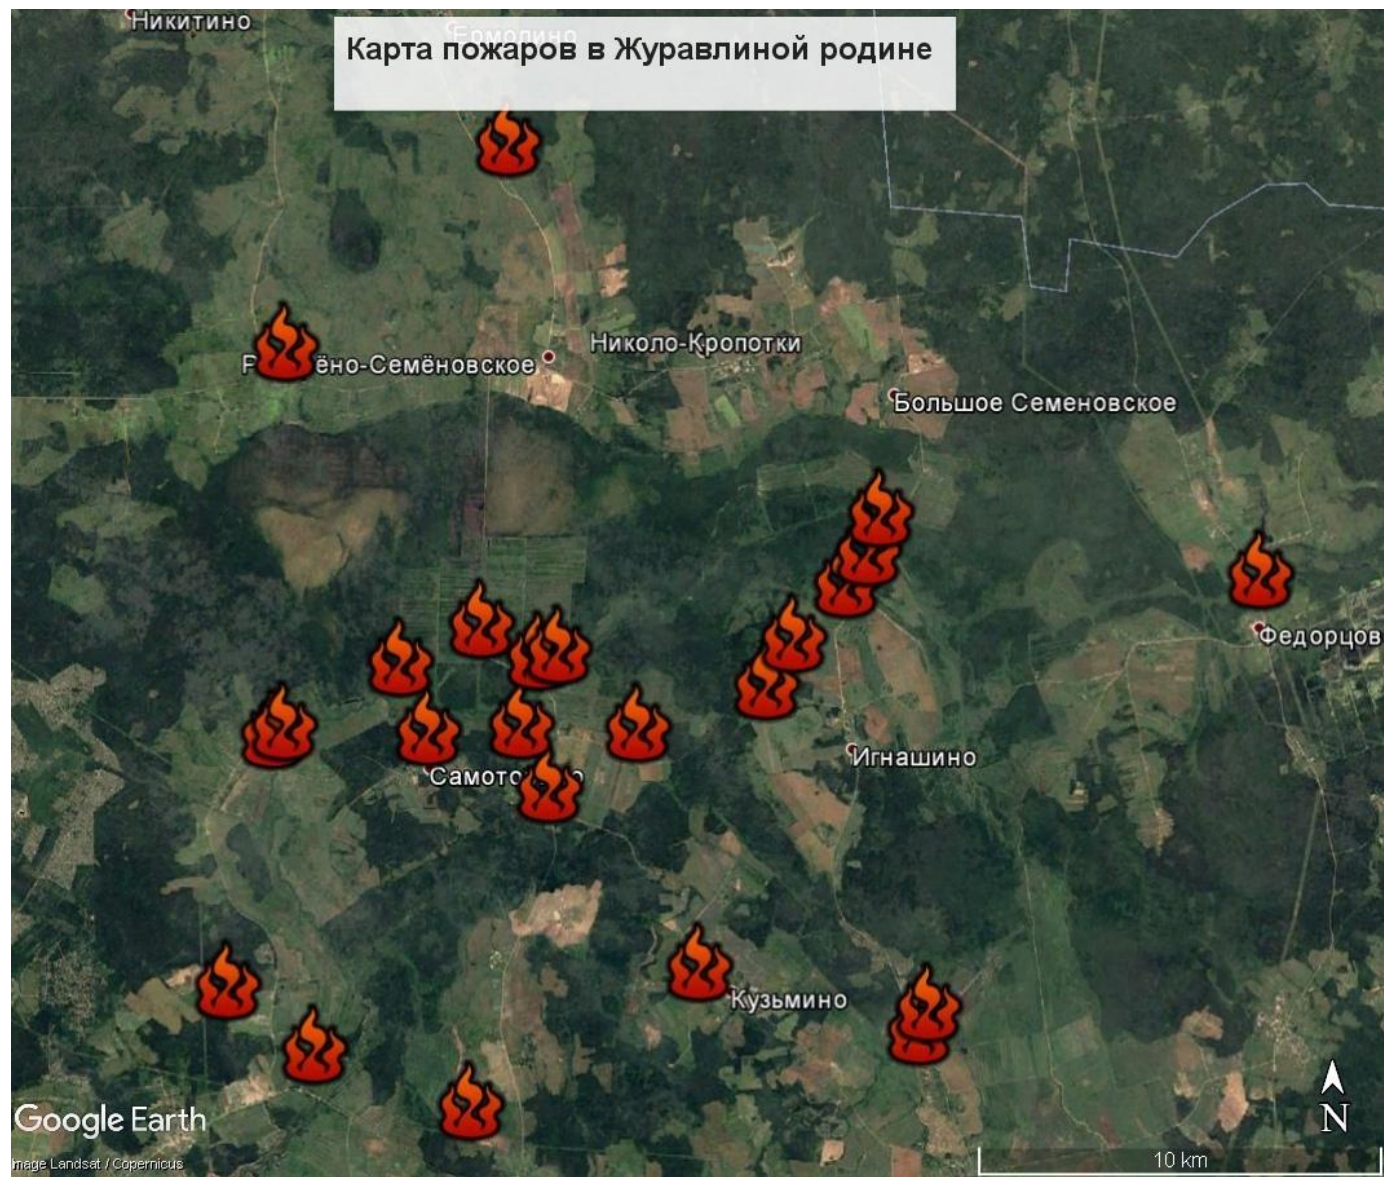 Никитино
Ермолино
Карта пожаров в Журавлиной родине
Николо-Кропотки
Большое Семеновское
Федорцов
Игнашино
Кузьмино
Google Earth
N
Image Landsat / Copernicus
10 km